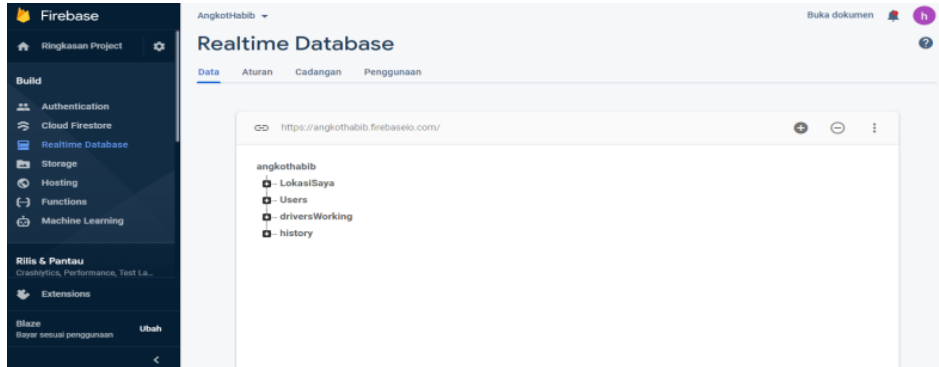 Firebase
Ringkasan Project
Build
Authentication
Cloud Firestore
Realtime Database
Storage
Hosting
Functions
Machine Learning
Rilis & Pantau
Crashlytics, Performance, Test La...
Extensions
Blaze
Bayar sesuai penggunaan
Ubah
AngkotHabib
Buka dokumen
h
Realtime Database
Data Aturan Cadangan Penggunaan
https://angkothabib.firebaseio.com/
angkothabib
LokasiSaya
Users
driversWorking
history